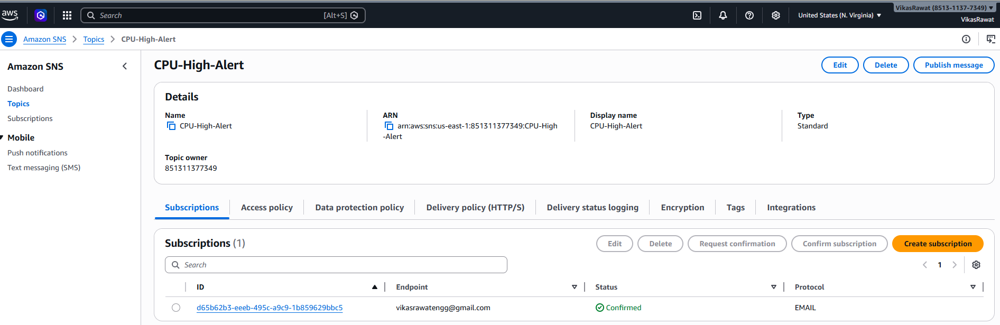 aws
Search
[Alt+S]
United States (N. Virginia)
VikasRawat (8513-1137-7349)
VikasRawat
Amazon SNS
Topics
CPU-High-Alert
Amazon SNS
Dashboard
Topics
Subscriptions
Mobile
Push notifications
Text messaging (SMS)
CPU-High-Alert
Edit
Delete
Publish message
Details
Name
CPU-High-Alert
ARN
arn:aws:sns:us-east-1:851311377349:CPU-High
-Alert
Display name
CPU-High-Alert
Type
Standard
Topic owner
851311377349
Subscriptions
Access policy
Data protection policy
Delivery policy (HTTP/S)
Delivery status logging
Encryption
Tags
Integrations
Subscriptions (1)
Edit
Delete
Request confirmation
Confirm subscription
Create subscription
Search
1
ID
Endpoint
Status
Protocol
d65b62b3-eeeb-495c-a9c9-1b859629bbc5
vikasrawatengg@gmail.com
Confirmed
EMAIL